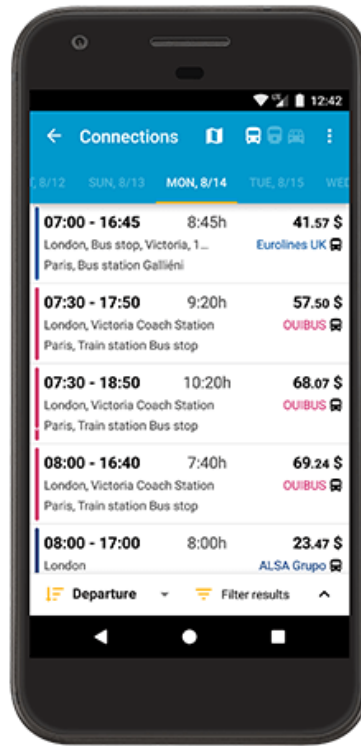 12:42
Connections
, 8/12 SUN, 8/13 MON, 8/14 TUE, 8/15 WED
07:00 - 16:45 8:45h 41.57 $
London, Bus stop, Victoria, 1... Eurolines UK
Paris, Bus station Galliéni
07:30 - 17:50 9:20h 57.50 $
London, Victoria Coach Station OUIBUS
Paris, Train station Bus stop
07:30 - 18:50 10:20h 68.07 $
London, Victoria Coach Station OUIBUS
Paris, Train station Bus stop
08:00 - 16:40 7:40h 69.24 $
London, Victoria Coach Station OUIBUS
Paris, Train station Bus stop
08:00 - 17:00 8:00h 23.47 $
London ALSA Grupo
Departure Filter results